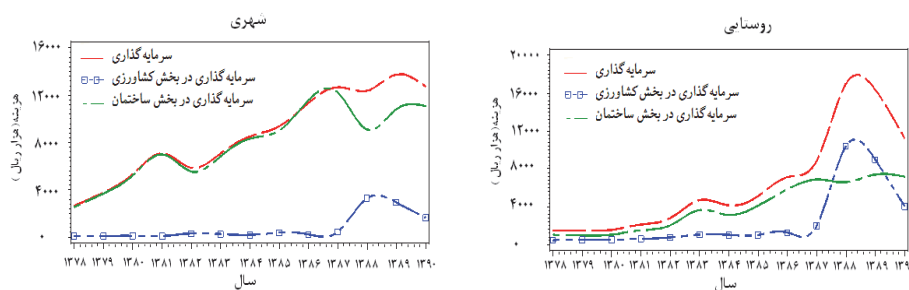 شهری
۱۶۰۰۰
۱۲۰۰۰
۸۰۰۰
۴۰۰۰
۰
هزینه(هزار ریال )
سرمایه گذاری
سرمایه گذاری در بخش کشاورزی
سرمایه گذاری در بخش ساختمان
۱۳۷۸ ۱۳۷۹ ۱۳۸۰ ۱۳۸۱ ۱۳۸۲ ۱۳۸۳ ۱۳۸۴ ۱۳۸۵ ۱۳۸۶ ۱۳۸۷ ۱۳۸۸ ۱۳۸۹ ۱۳۹۰
سال
روستایی
۲۰۰۰۰
۱۶۰۰۰
۱۲۰۰۰
۸۰۰۰
۴۰۰۰
۰
هزینه(هزار ریال )
سرمایه گذاری
سرمایه گذاری در بخش کشاورزی
سرمایه گذاری در بخش ساختمان
۱۳۷۸ ۱۳۷۹ ۱۳۸۰ ۱۳۸۱ ۱۳۸۲ ۱۳۸۳ ۱۳۸۴ ۱۳۸۵ ۱۳۸۶ ۱۳۸۷ ۱۳۸۸ ۱۳۸۹
سال